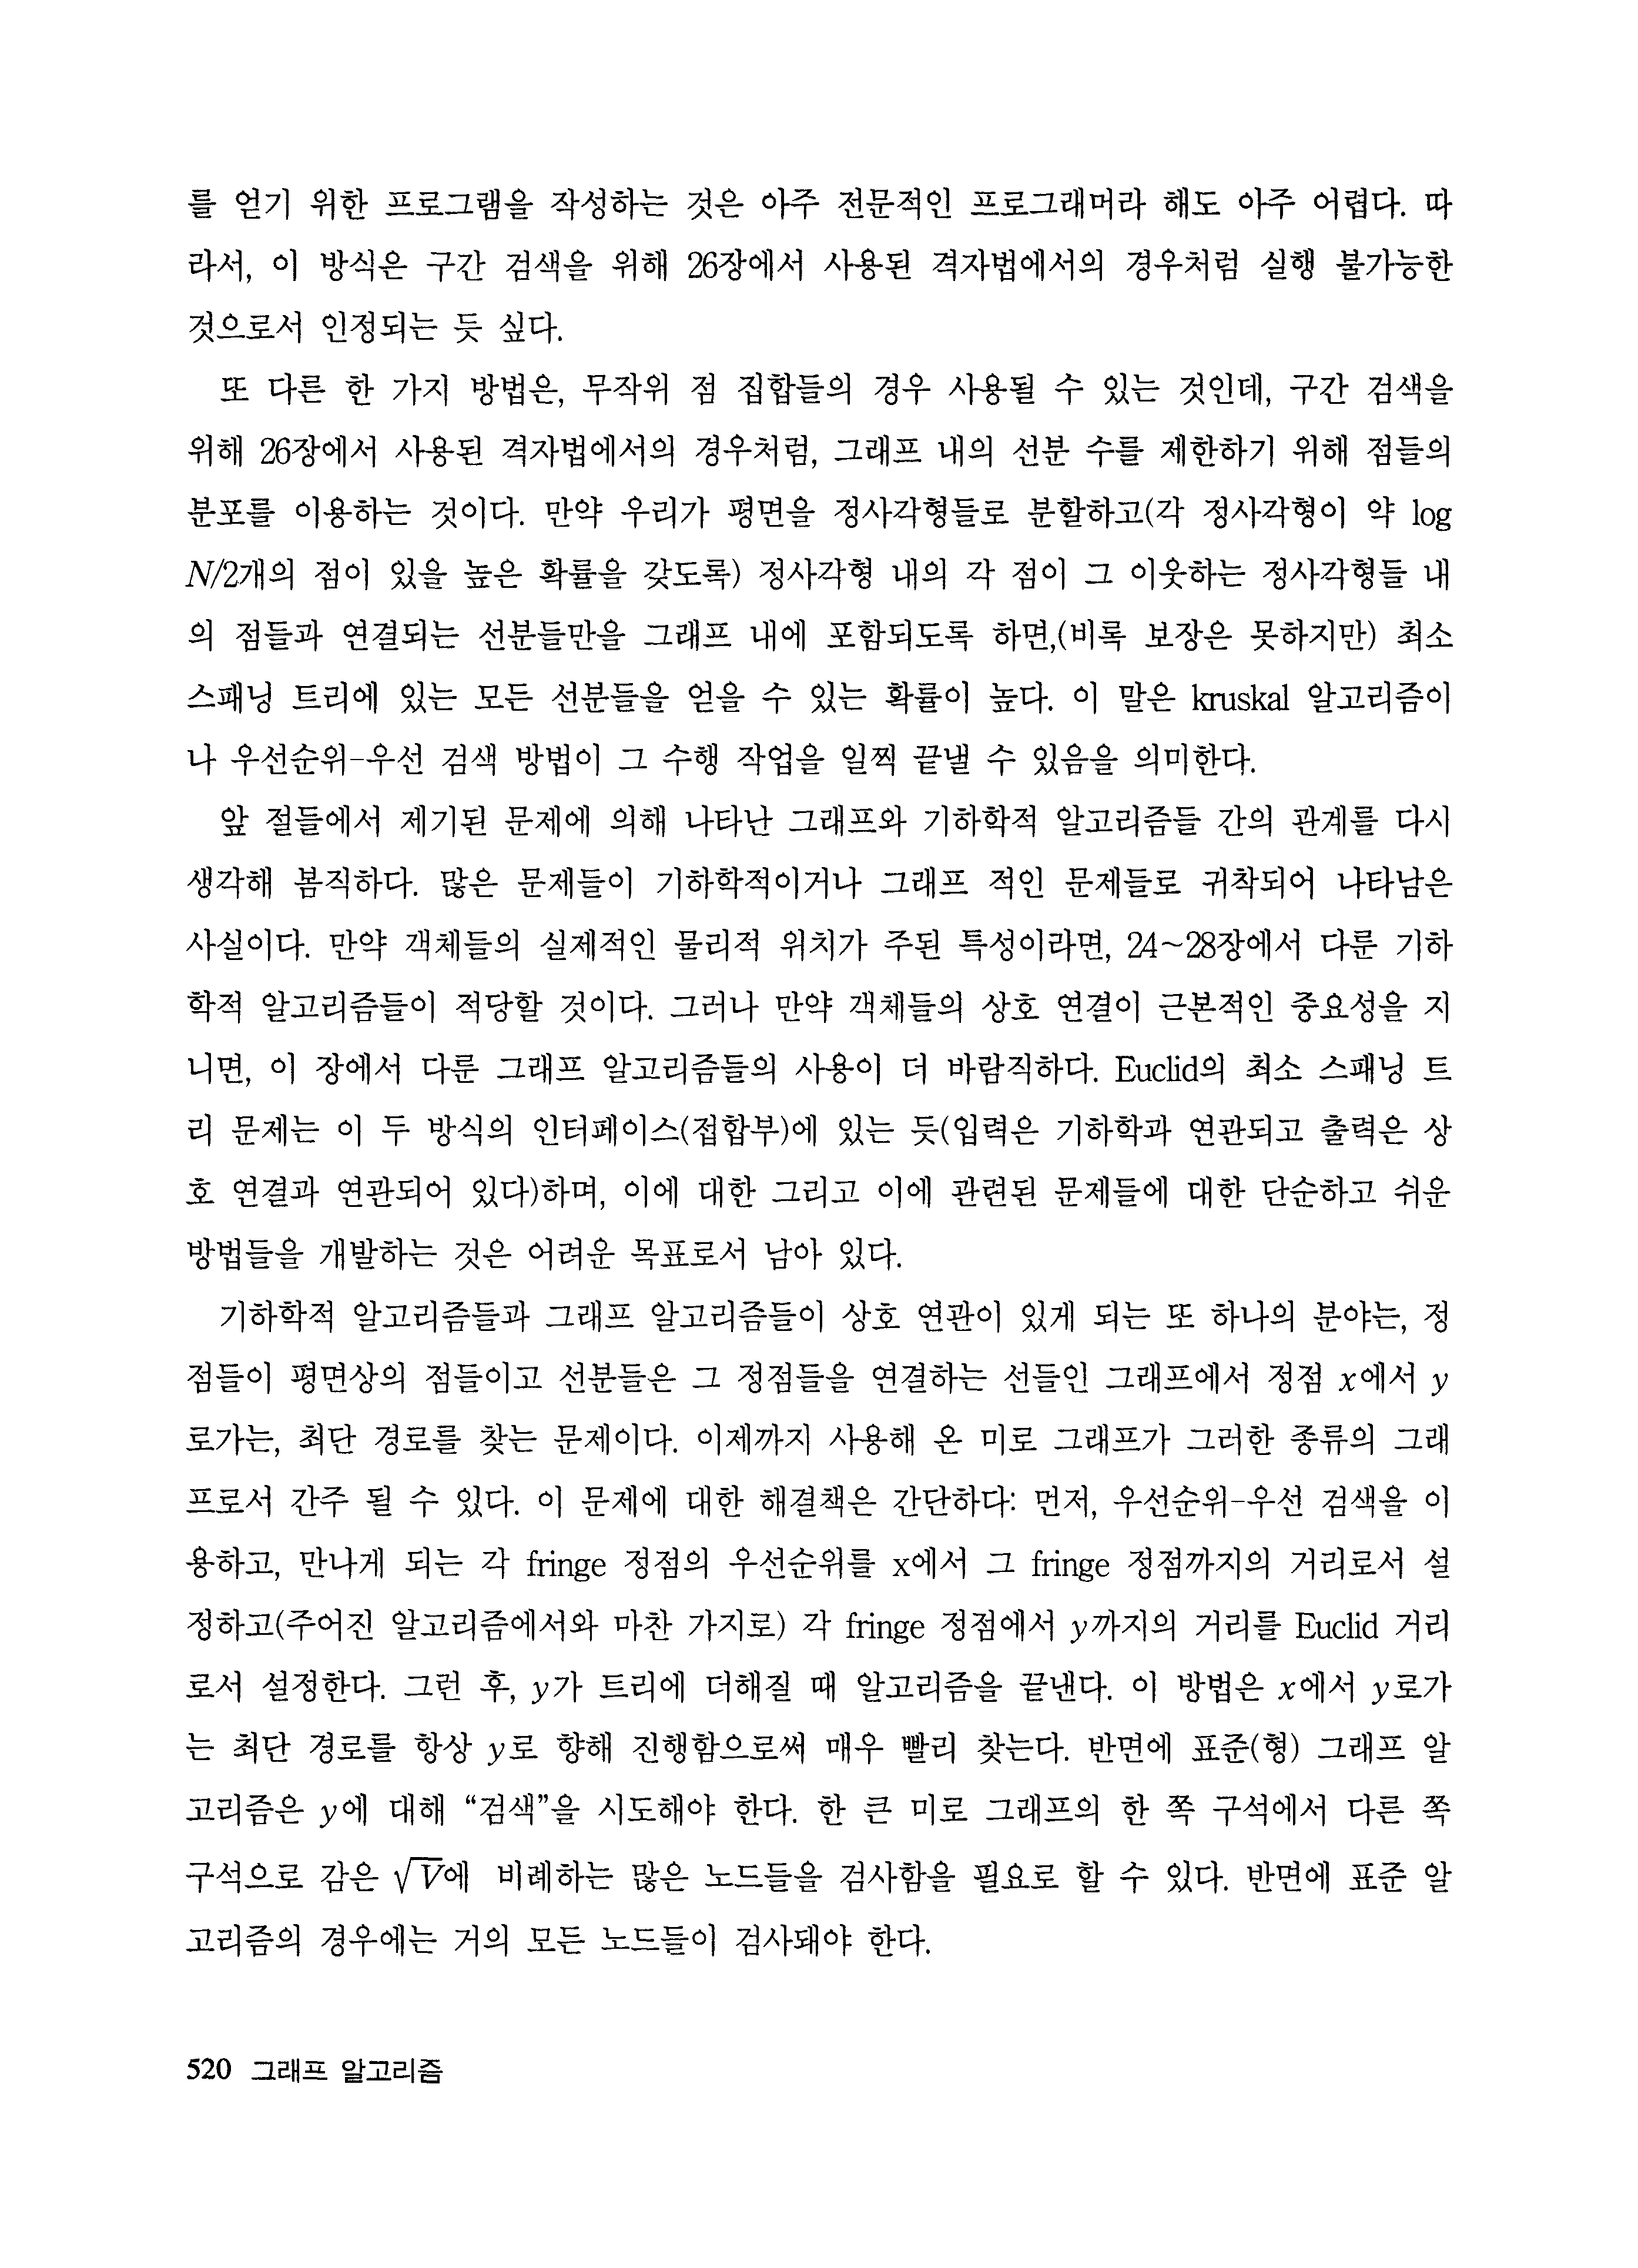 를 얻기 위한 프로그램을 작성하는 것은 아주 전문적인 프로그래머라 해도 아주 어렵다. 따
라서, 이 방식은 구간 검색을 위해 26장에서 사용된 격자법에서의 경우처럼 실행 불가능한
것으로서 인정되는 듯 싶다.
또 다른 한 가지 방법은, 무작위 점 집합들의 경우 사용될 수 있는 것인데, 구간 검색을
위해 26장에서 사용된 격자법에서의 경우처럼, 그래프 내의 선분 수를 제한하기 위해 점들의
분포를 이용하는 것이다. 만약 우리가 평면을 정사각형들로 분할하고(각 정사각형이 약 log
N/2개의 점이 있을 높은 확률을 갖도록) 정사각형 내의 각 점이 그 이웃하는 정사각형들 내
의 점들과 연결되는 선분들만을 그래프 내에 포함되도록 하면,(비록 보장은 못하지만) 최소
스패닝 트리에 있는 모든 선분들을 얻을 수 있는 확률이 높다. 이 말은 kruskal 알고리즘이
나 우선순위-우선 검색 방법이 그 수행 작업을 일찍 끝낼 수 있음을 의미한다.
앞 절들에서 제기된 문제에 의해 나타난 그래프와 기하학적 알고리즘들 간의 관계를 다시
생각해 봄직하다. 많은 문제들이 기하학적이거나 그래프 적인 문제들로 귀착되어 나타남은
사실이다. 만약 객체들의 실제적인 물리적 위치가 주된 특성이라면, 24~28장에서 다룬 기하
학적 알고리즘들이 적당할 것이다. 그러나 만약 객체들의 상호 연결이 근본적인 중요성을 지
니면, 이 장에서 다룬 그래프 알고리즘들의 사용이 더 바람직하다. Euclid의 최소 스패닝 트
리 문제는 이 두 방식의 인터페이스(접합부)에 있는 듯(입력은 기하학과 연관되고 출력은 상
호 연결과 연관되어 있다)하며, 이에 대한 그리고 이에 관련된 문제들에 대한 단순하고 쉬운
방법들을 개발하는 것은 어려운 목표로서 남아 있다.
기하학적 알고리즘들과 그래프 알고리즘들이 상호 연관이 있게 되는 또 하나의 분야는, 정
점들이 평면상의 점들이고 선분들은 그 정점들을 연결하는 선들인 그래프에서 정점 x에서 y
로가는, 최단 경로를 찾는 문제이다. 이제까지 사용해 온 미로 그래프가 그러한 종류의 그래
프로서 간주 될 수 있다. 이 문제에 대한 해결책은 간단하다: 먼저, 우선순위-우선 검색을 이
용하고, 만나게 되는 각 fringe 정점의 우선순위를 x에서 그 fringe 정점까지의 거리로서 설
정하고(주어진 알고리즘에서와 마찬 가지로) 각 fringe 정점에서 y까지의 거리를 Euclid 거리
로서 설정한다. 그런 후, y가 트리에 더해질 때 알고리즘을 끝낸다. 이 방법은 x에서 y로가
는 최단 경로를 항상 y로 향해 진행함으로써 매우 빨리 찾는다. 반면에 표준(형) 그래프 알
고리즘은 y에 대해 “검색”을 시도해야 한다. 한 큰 미로 그래프의 한 쪽 구석에서 다른 쪽
구석으로 감은 √V에 비례하는 많은 노드들을 검사함을 필요로 할 수 있다. 반면에 표준 알
고리즘의 경우에는 거의 모든 노드들이 검사돼야 한다.
520 그래프 알고리즘